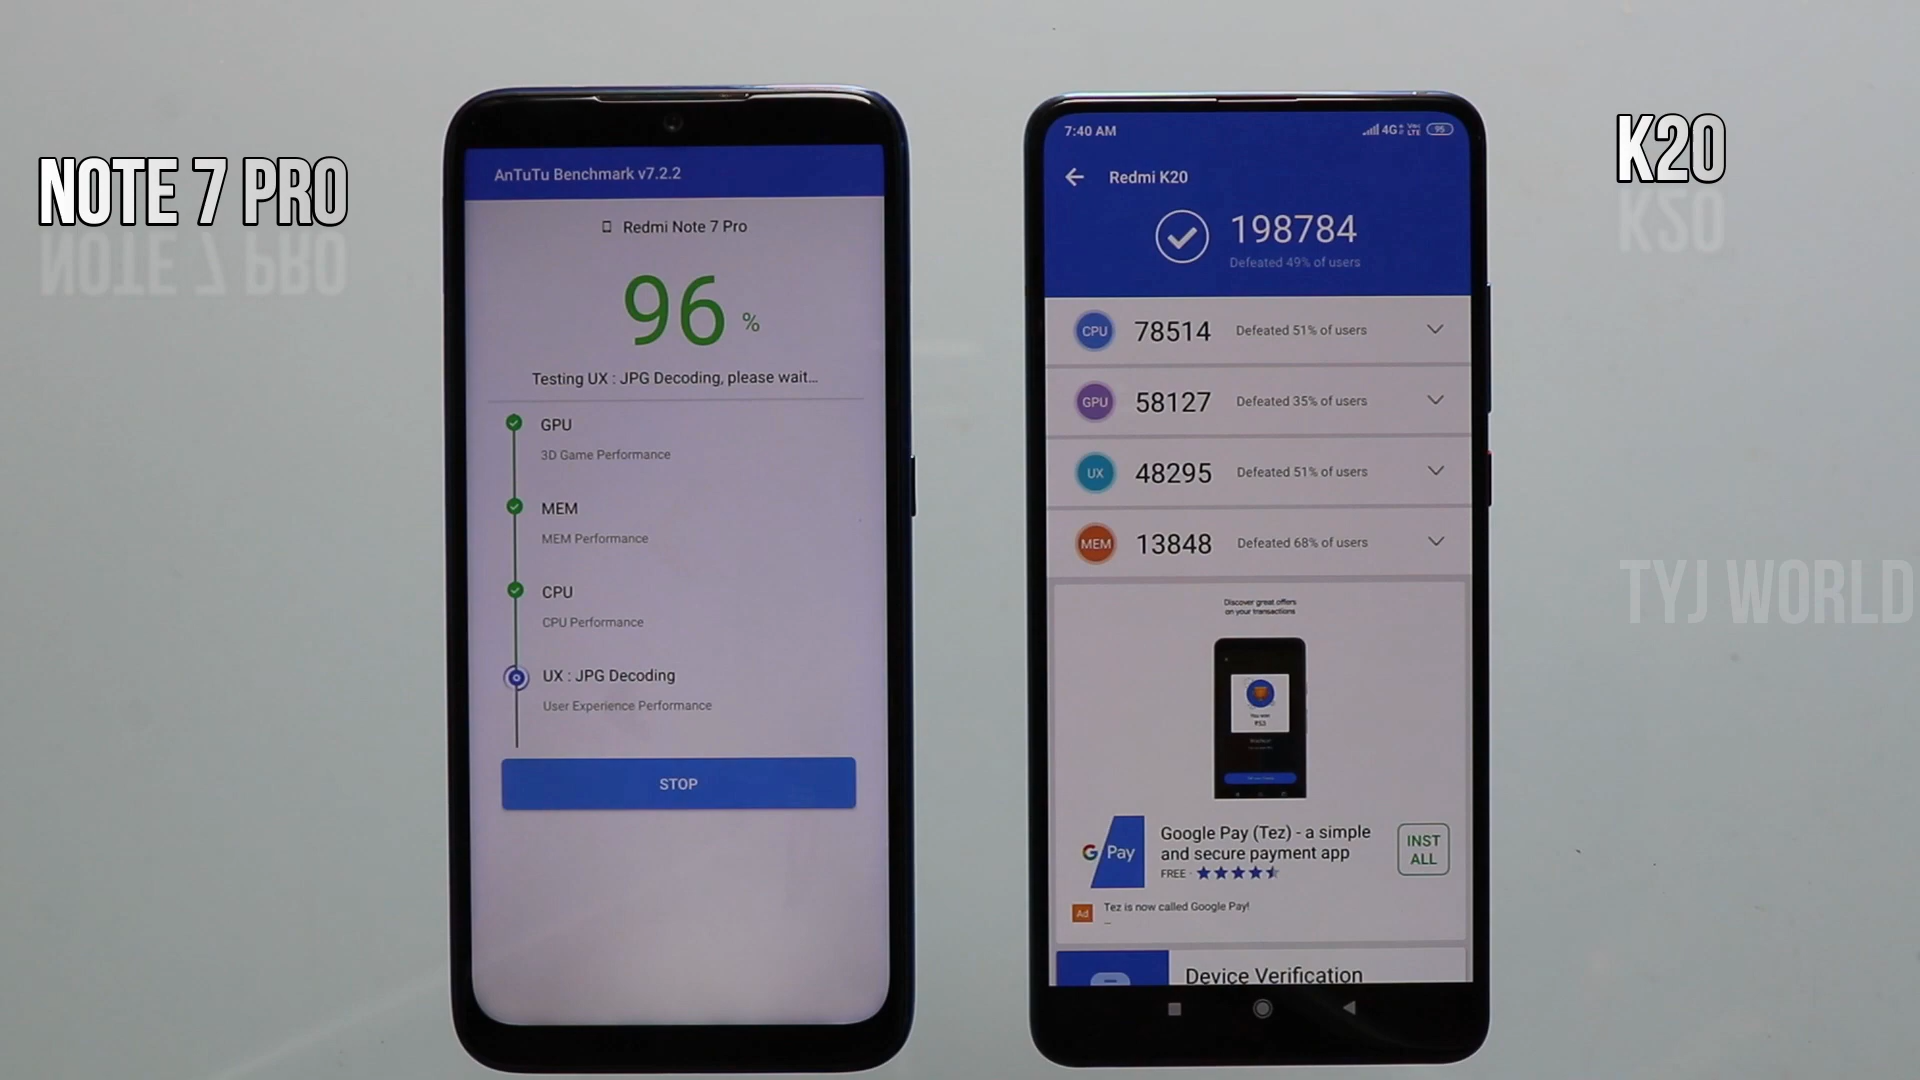 NOTE 7 PRO
AnTuTu Benchmark v7.2.2
Redmi Note 7 Pro
96 %
Testing UX : JPG Decoding, please wait...
GPU
3D Game Performance
MEM
MEM Performance
CPU
CPU Performance
UX : JPG Decoding
User Experience Performance
STOP
7:40 AM
4G VoLTE 95
Redmi K20
198784
Defeated 49% of users
CPU 78514 Defeated 51% of users
GPU 58127 Defeated 35% of users
UX 48295 Defeated 51% of users
MEM 13848 Defeated 68% of users
Discover great offers
on your transactions
G Pay
Google Pay (Tez) - a simple
and secure payment app
FREE
INST
ALL
Ad
Tez is now called Google Pay!
Device Verification
K20
TYJ WORLD